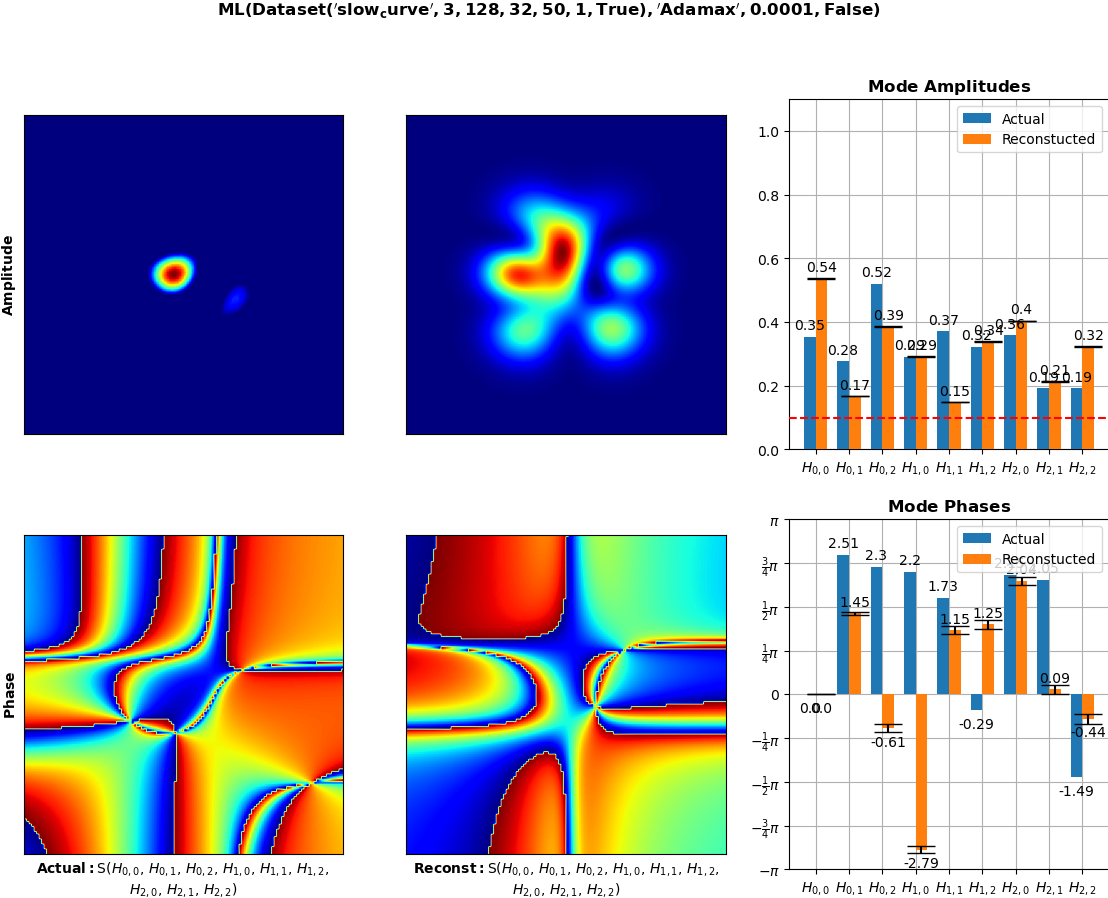 ML(Dataset('slow_curve', 3, 128, 32, 50, 1, True), 'Adamax', 0.0001, False)
Mode Amplitudes
Actual
Reconstucted
1.0
0.8
0.6
0.4
0.2
0.0
0.35
0.54
0.28
0.17
0.52
0.39
0.29
0.29
0.37
0.15
0.32
0.34
0.36
0.4
0.19
0.21
0.19
0.32
H0,0 H0,1 H0,2 H1,0 H1,1 H1,2 H2,0 H2,1 H2,2
Amplitude
Mode Phases
Actual
Reconstucted
π
3/4π
1/2π
1/4π
0
−1/4π
−1/2π
−3/4π
−π
0.0
2.51
1.45
2.3
-0.61
2.2
-2.79
1.73
1.15
-0.29
1.25
0.09
-1.49
-0.44
H0,0 H0,1 H0,2 H1,0 H1,1 H1,2 H2,0 H2,1 H2,2
Phase
Actual: S(H0,0, H0,1, H0,2, H1,0, H1,1, H1,2,
H2,0, H2,1, H2,2)
Reconst: S(H0,0, H0,1, H0,2, H1,0, H1,1, H1,2,
H2,0, H2,1, H2,2)